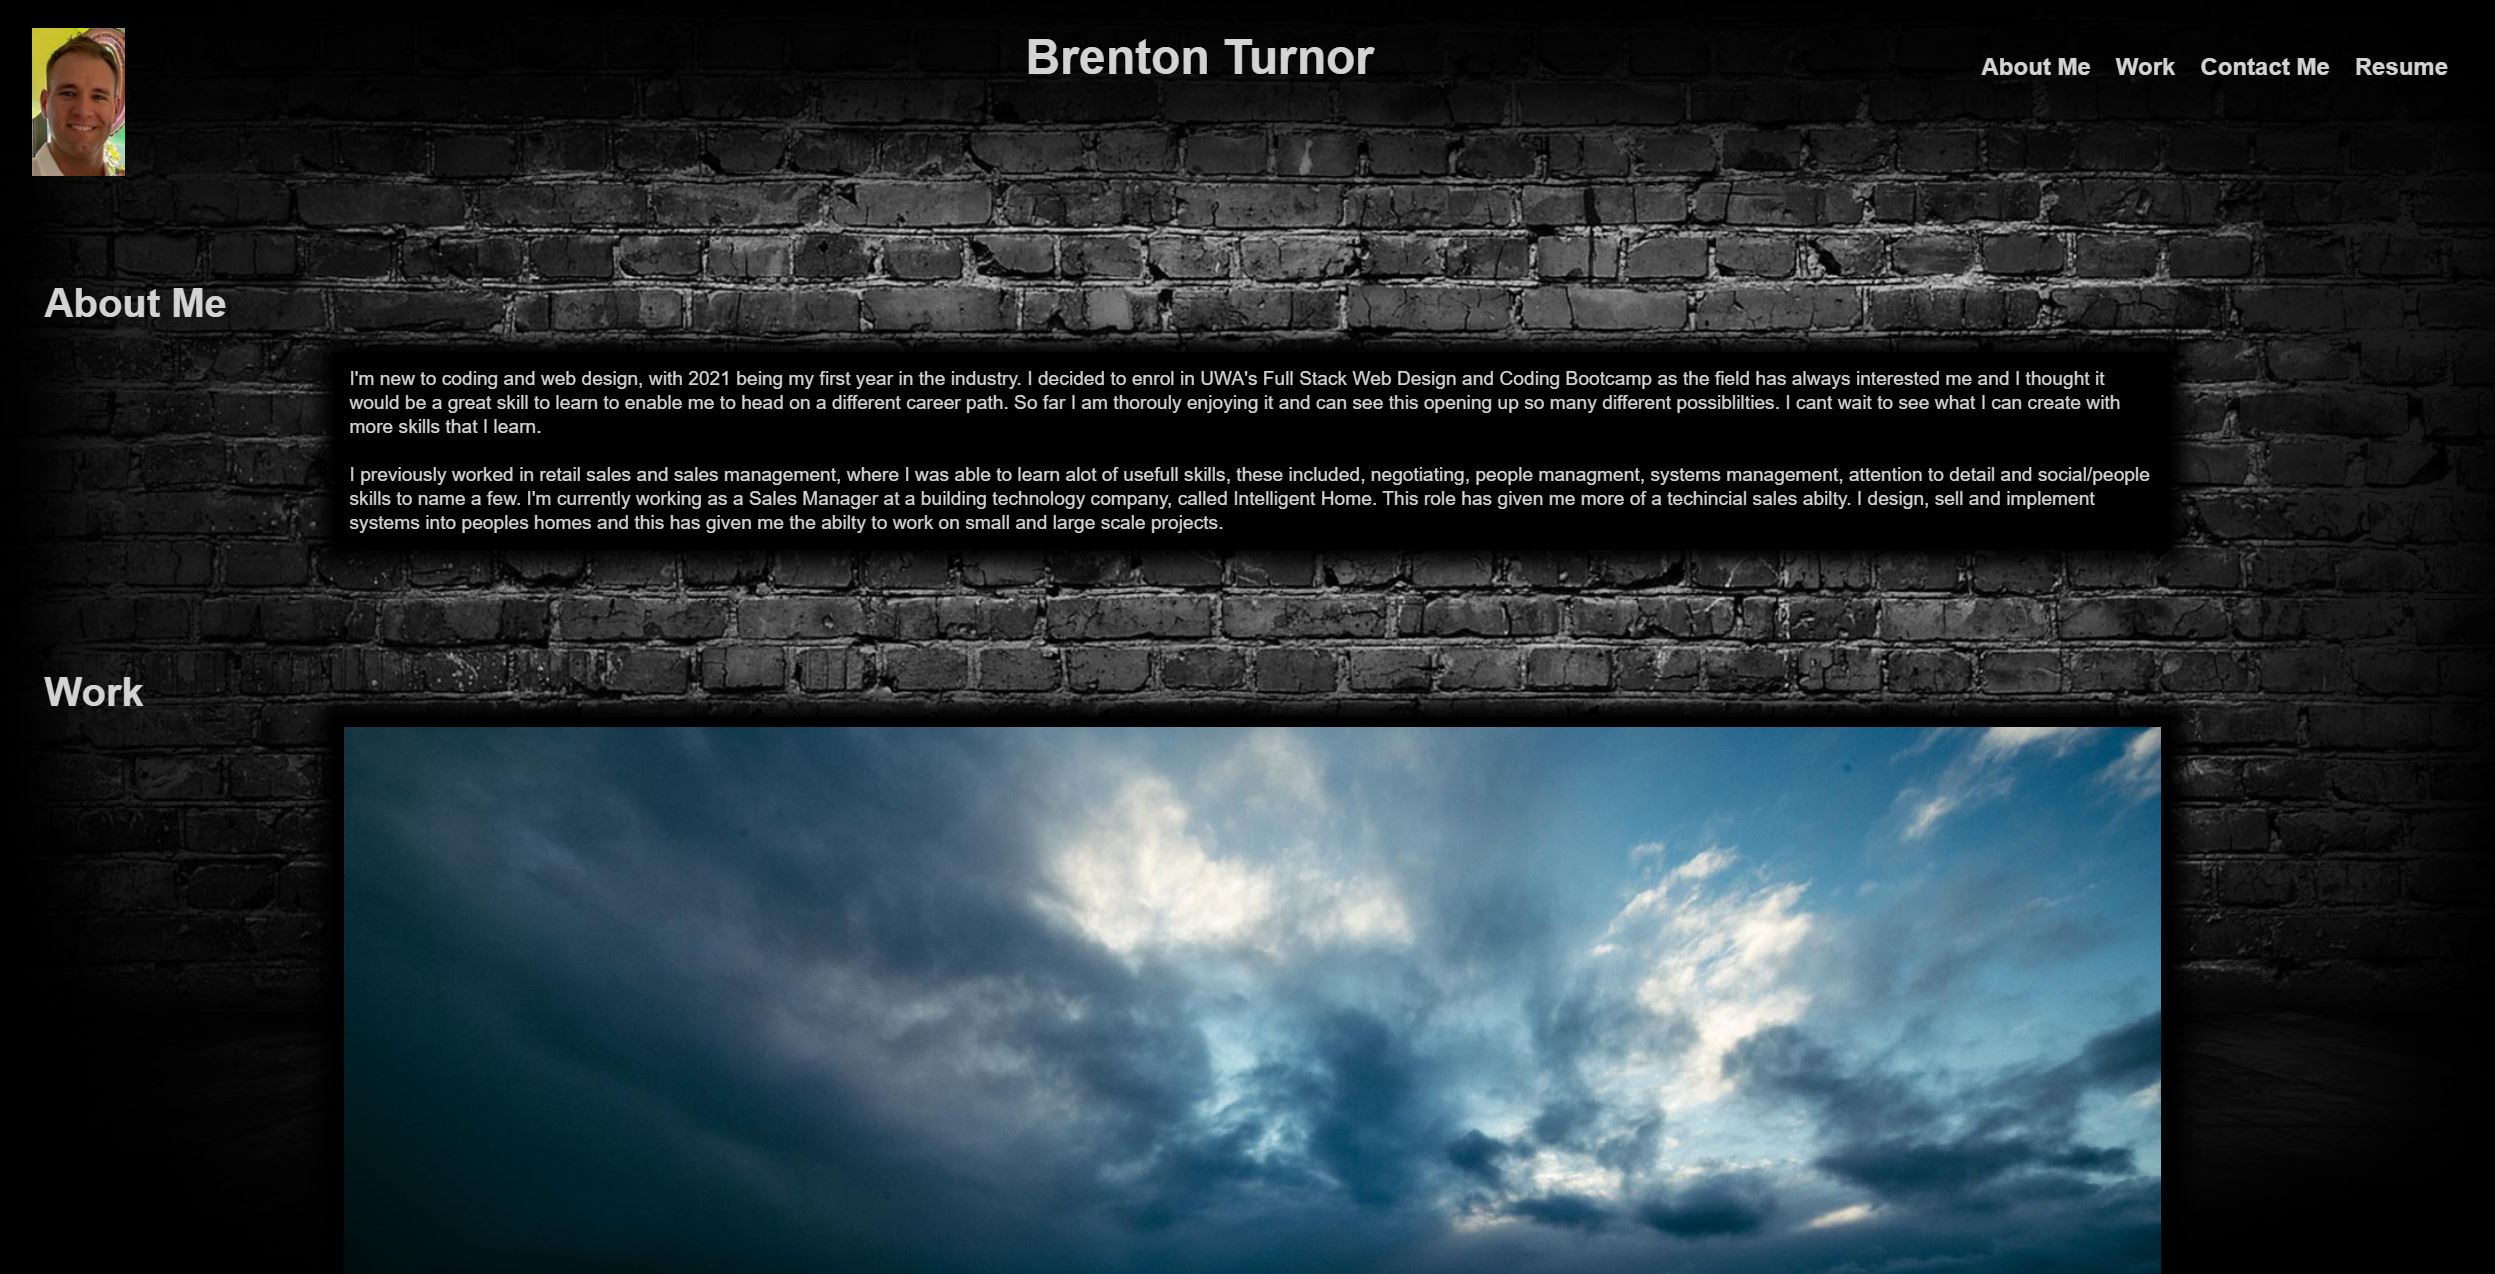 Brenton Turnor
About Me Work Contact Me Resume
About Me
I'm new to coding and web design, with 2021 being my first year in the industry. I decided to enrol in UWA's Full Stack Web Design and Coding Bootcamp as the field has always interested me and I thought it
would be a great skill to learn to enable me to head on a different career path. So far I am thorouly enjoying it and can see this opening up so many different possiblilties. I cant wait to see what I can create with
more skills that I learn.
I previously worked in retail sales and sales management, where I was able to learn alot of usefull skills, these included, negotiating, people managment, systems management, attention to detail and social/people
skills to name a few. I'm currently working as a Sales Manager at a building technology company, called Intelligent Home. This role has given me more of a techincial sales abilty. I design, sell and implement
systems into peoples homes and this has given me the abilty to work on small and large scale projects.
Work